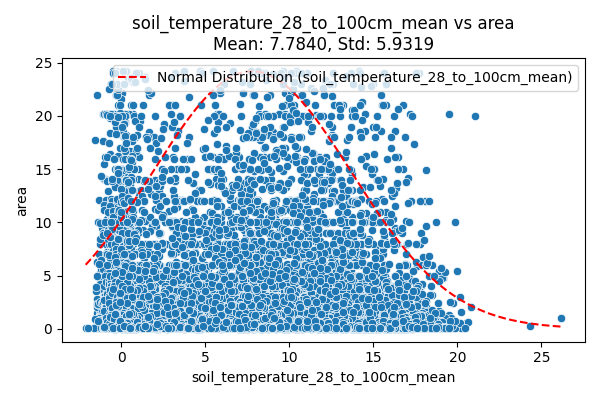 soil_temperature_28_to_100cm_mean vs area
Mean: 7.7840, Std: 5.9319
Normal Distribution (soil_temperature_28_to_100cm_mean)
25
20
15
10
5
0
area
0 5 10 15 20 25
soil_temperature_28_to_100cm_mean